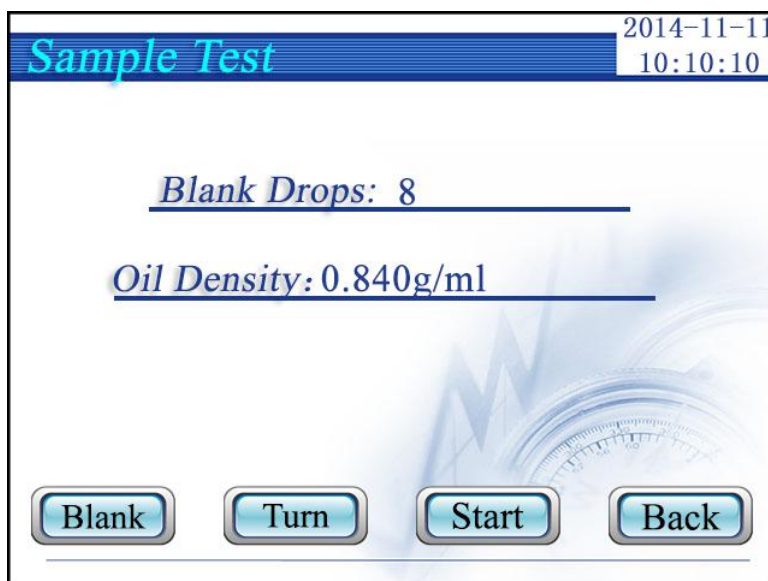 Sample Test
2014-11-11
10:10:10
Blank Drops: 8
Oil Density: 0.840g/ml
Blank Turn Start Back